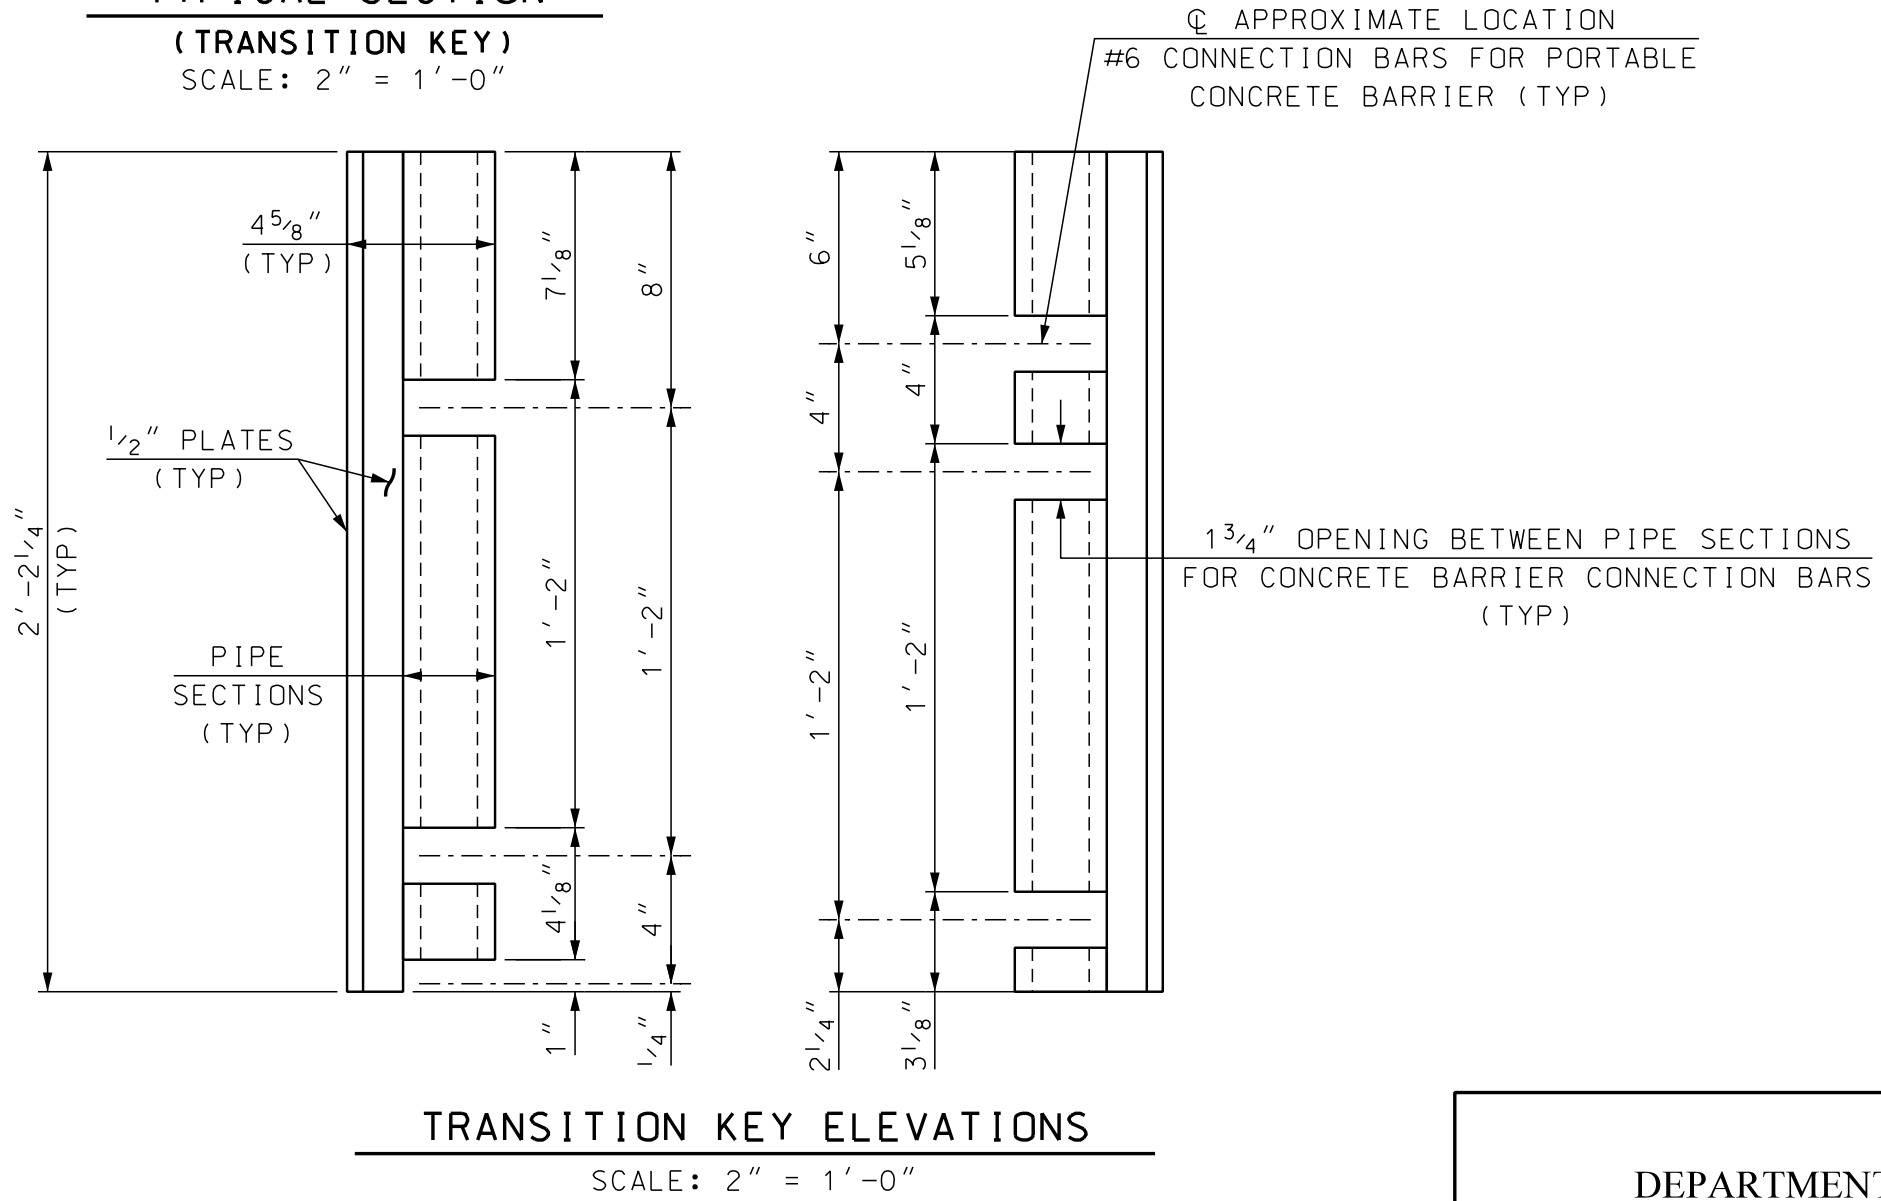 (TRANSITION KEY)
SCALE: 2" = 1'-0"
℄ APPROXIMATE LOCATION
#6 CONNECTION BARS FOR PORTABLE
CONCRETE BARRIER (TYP)
4 5/8"
(TYP)
7 1/8"
8"
6"
5 1/8"
4"
4"
1/2" PLATES
(TYP)
2'-2 1/4"
(TYP)
1'-2"
1'-2"
1 3/4" OPENING BETWEEN PIPE SECTIONS
FOR CONCRETE BARRIER CONNECTION BARS
(TYP)
PIPE
SECTIONS
(TYP)
1'-2"
1'-2"
4 1/8"
4"
1"
1/4"
2 1/4"
3 1/8"
TRANSITION KEY ELEVATIONS
SCALE: 2" = 1'-0"
DEPARTMENT